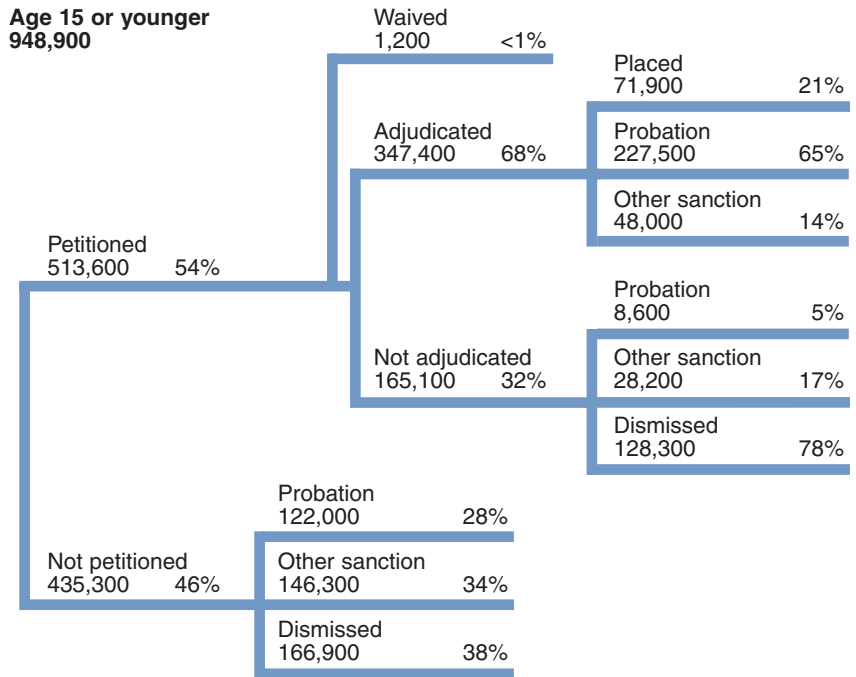 Age 15 or younger
948,900
Waived
1,200 <1%
Placed
71,900 21%
Adjudicated
347,400 68%
Probation
227,500 65%
Other sanction
48,000 14%
Petitioned
513,600 54%
Probation
8,600 5%
Not adjudicated
165,100 32%
Other sanction
28,200 17%
Dismissed
128,300 78%
Probation
122,000 28%
Not petitioned
435,300 46%
Other sanction
146,300 34%
Dismissed
166,900 38%